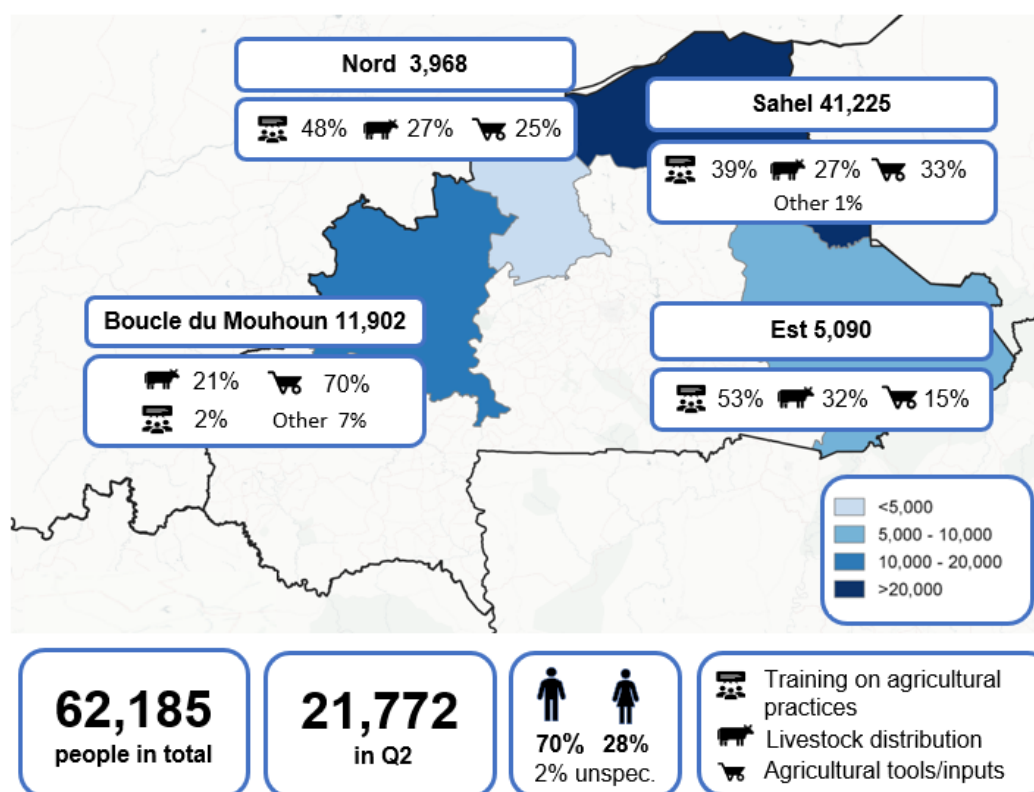 Nord 3,968
48% 27% 25%
Sahel 41,225
39% 27% 33%
Other 1%
Boucle du Mouhoun 11,902
21% 70%
2% Other 7%
Est 5,090
53% 32% 15%
<5,000
5,000 - 10,000
10,000 - 20,000
>20,000
62,185
people in total
21,772
in Q2
70% 28%
2% unspec.
Training on agricultural
practices
Livestock distribution
Agricultural tools/inputs